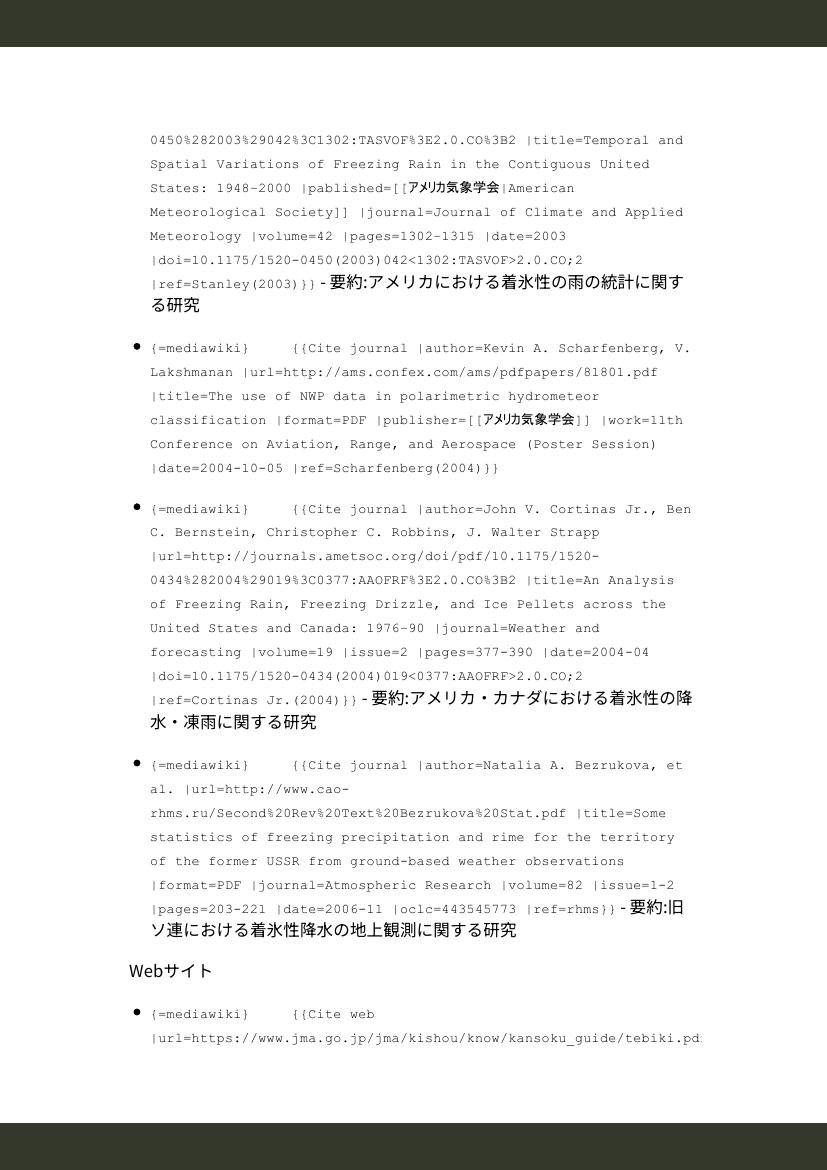 0450%282003%29042%3C1302:TASVOF%3E2.0.CO%3B2 |title=Temporal and
Spatial Variations of Freezing Rain in the Contiguous United
States: 1948–2000 |pablished=[[アメリカ気象学会|American
Meteorological Society]] |journal=Journal of Climate and Applied
Meteorology |volume=42 |pages=1302-1315 |date=2003
|doi=10.1175/1520-0450(2003)042<1302:TASVOF>2.0.CO;2
|ref=Stanley(2003)}} - 要約:アメリカにおける着氷性の雨の統計に関す
る研究
• {=mediawiki} {{Cite journal |author=Kevin A. Scharfenberg, V.
Lakshmanan |url=http://ams.confex.com/ams/pdfpapers/81801.pdf
|title=The use of NWP data in polarimetric hydrometeor
classification |format=PDF |publisher=[[アメリカ気象学会]] |work=11th
Conference on Aviation, Range, and Aerospace (Poster Session)
|date=2004-10-05 |ref=Scharfenberg(2004)}}
• {=mediawiki} {{Cite journal |author=John V. Cortinas Jr., Ben
C. Bernstein, Christopher C. Robbins, J. Walter Strapp
|url=http://journals.ametsoc.org/doi/pdf/10.1175/1520-
0434%282004%29019%3C0377:AAOFRF%3E2.0.CO%3B2 |title=An Analysis
of Freezing Rain, Freezing Drizzle, and Ice Pellets across the
United States and Canada: 1976–90 |journal=Weather and
forecasting |volume=19 |issue=2 |pages=377-390 |date=2004-04
|doi=10.1175/1520-0434(2004)019<0377:AAOFRF>2.0.CO;2
|ref=Cortinas Jr.(2004)}} - 要約:アメリカ・カナダにおける着氷性の降
水・凍雨に関する研究
• {=mediawiki} {{Cite journal |author=Natalia A. Bezrukova, et
al. |url=http://www.cao-
rhms.ru/Second%20Rev%20Text%20Bezrukova%20Stat.pdf |title=Some
statistics of freezing precipitation and rime for the territory
of the former USSR from ground-based weather observations
|format=PDF |journal=Atmospheric Research |volume=82 |issue=1-2
|pages=203-221 |date=2006-11 |oclc=443545773 |ref=rhms}} - 要約:旧
ソ連における着氷性降水の地上観測に関する研究
Webサイト
• {=mediawiki} {{Cite web
|url=https://www.jma.go.jp/jma/kishou/know/kansoku_guide/tebiki.pd